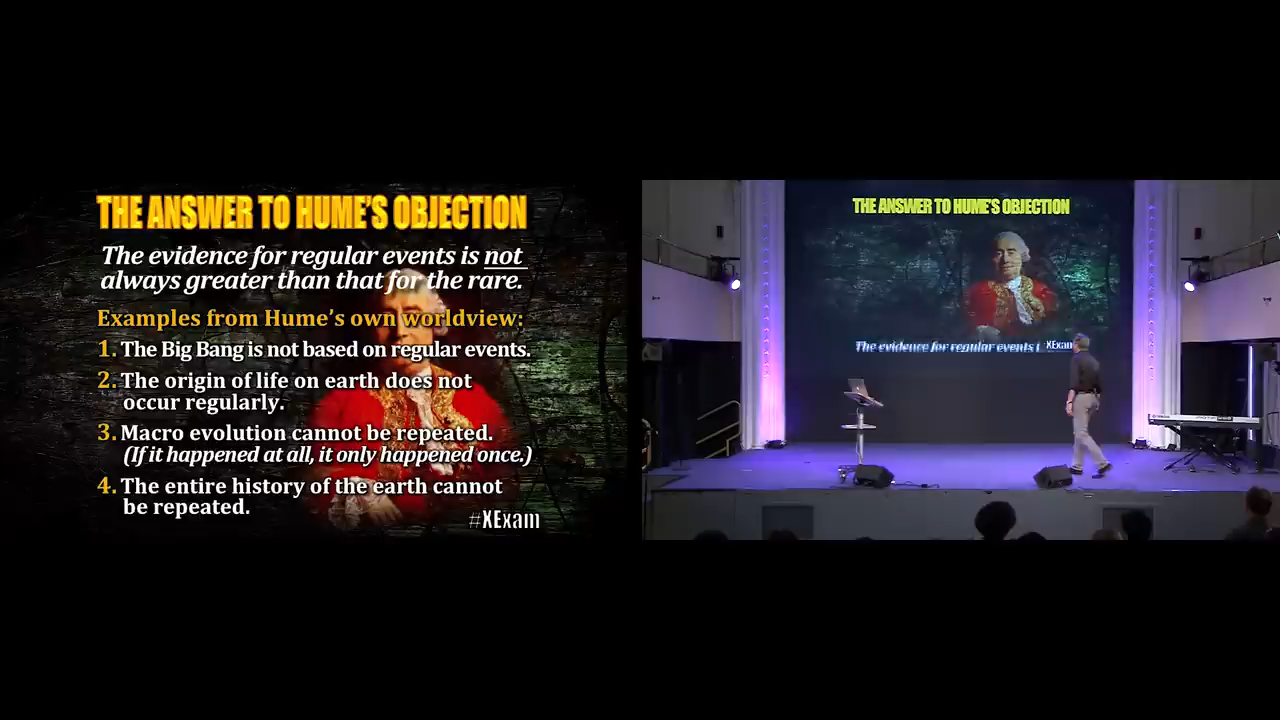 THE ANSWER TO HUME'S OBJECTION
The evidence for regular events is not
always greater than that for the rare.
Examples from Hume's own worldview:
1. The Big Bang is not based on regular events.
2. The origin of life on earth does not
occur regularly.
3. Macro evolution cannot be repeated.
(If it happened at all, it only happened once.)
4. The entire history of the earth cannot
be repeated.
#XExam
THE ANSWER TO HUME'S OBJECTION
The evidence for regular events i
XExam